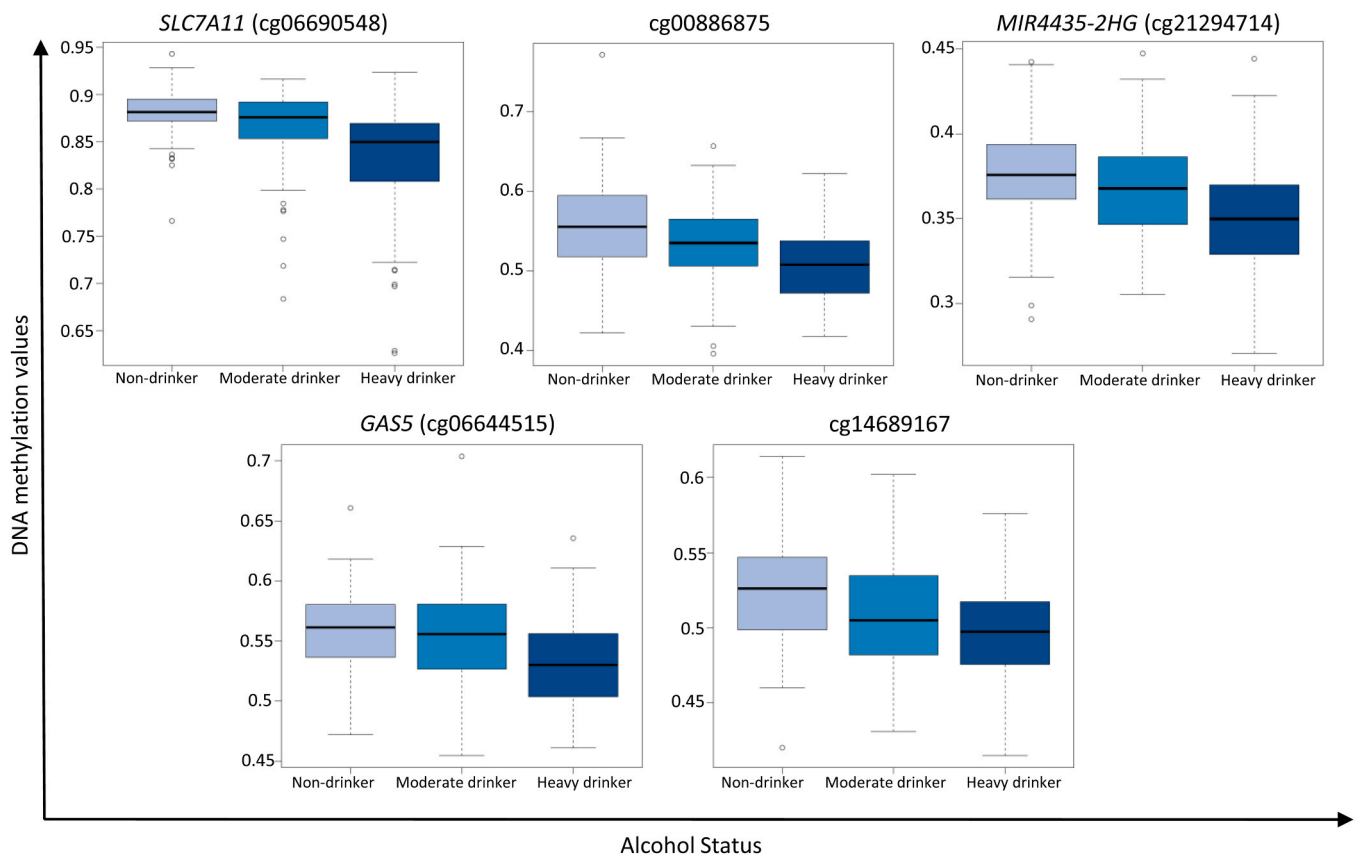 SLC7A11 (cg06690548)
cg00886875
MIR4435-2HG (cg21294714)
0.95
0.9
0.85
0.8
0.75
0.7
0.65
Non-drinker Moderate drinker Heavy drinker
0.7
0.6
0.5
0.4
Non-drinker Moderate drinker Heavy drinker
0.45
0.4
0.35
0.3
Non-drinker Moderate drinker Heavy drinker
GAS5 (cg06644515)
cg14689167
0.7
0.65
0.6
0.55
0.5
0.45
Non-drinker Moderate drinker Heavy drinker
0.6
0.55
0.5
0.45
Non-drinker Moderate drinker Heavy drinker
DNA methylation values
Alcohol Status